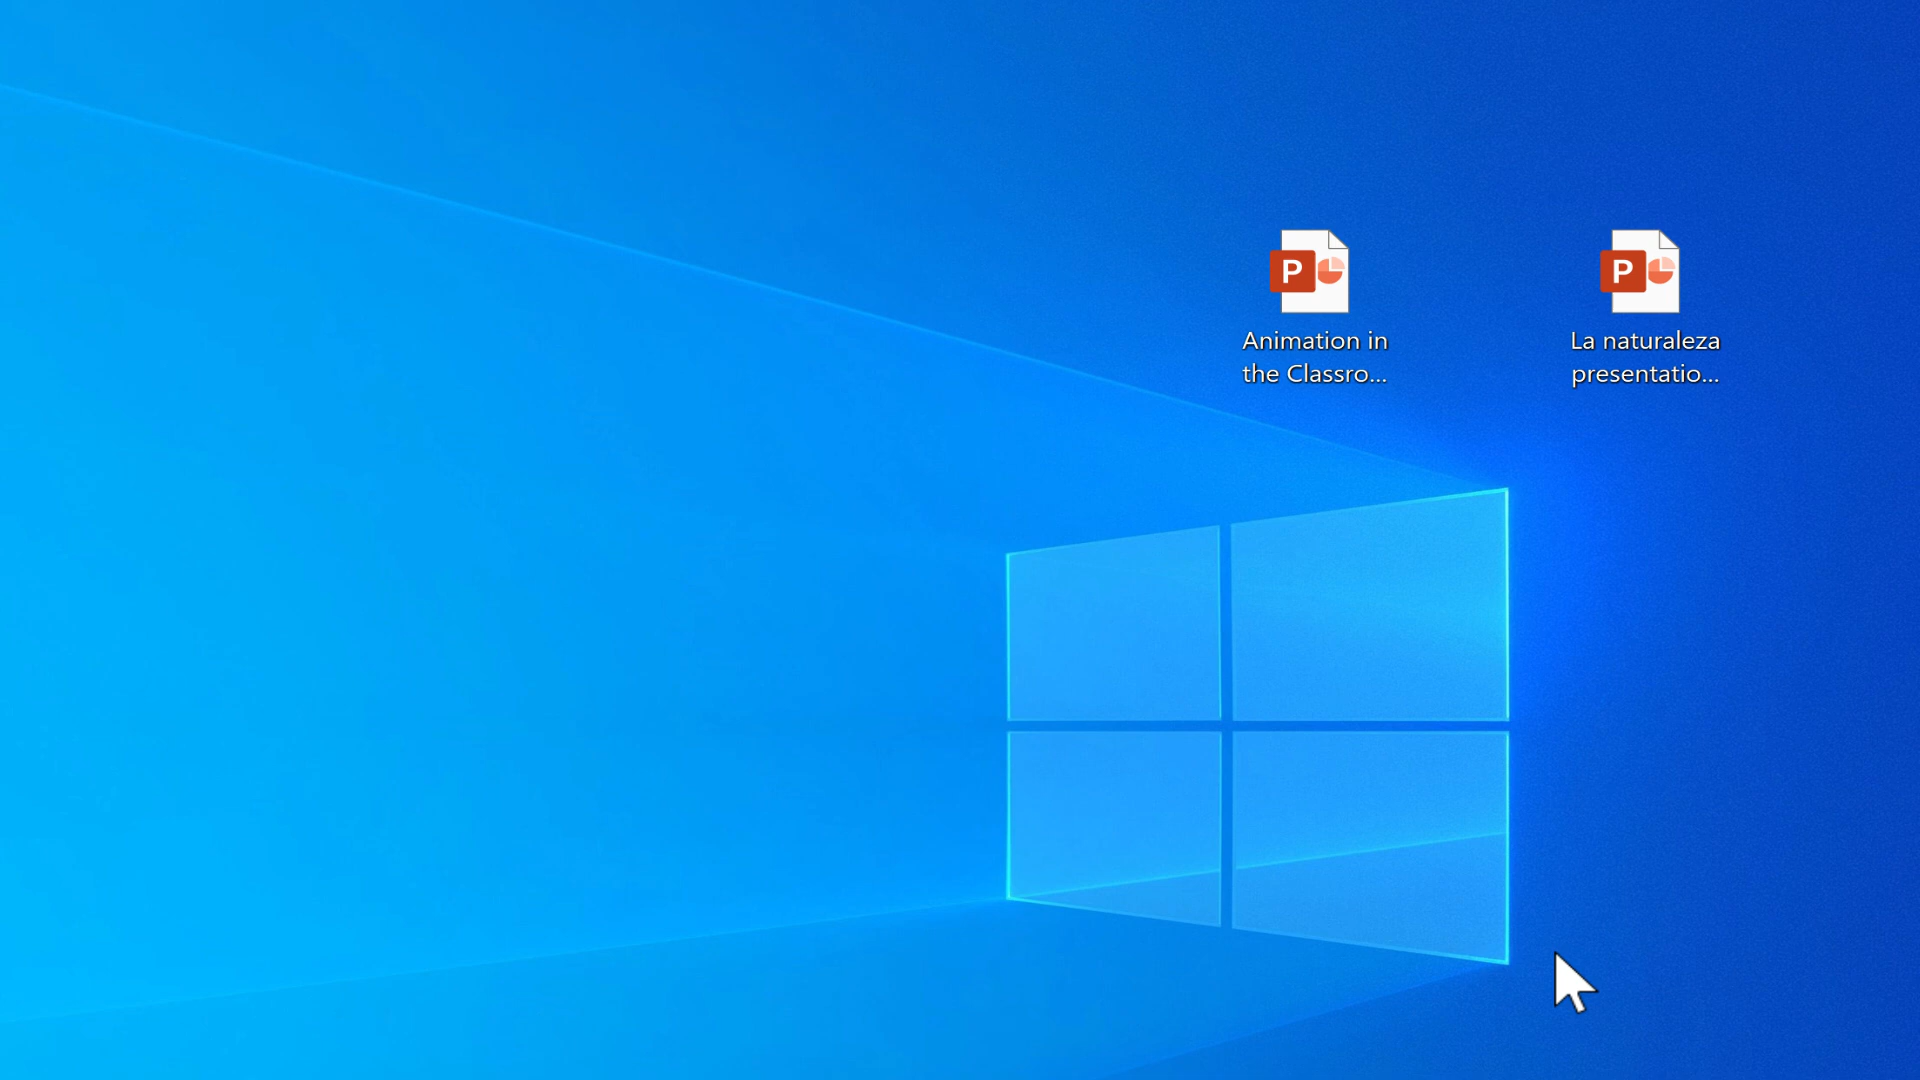 P
P
Animation in
the Classro...
La naturaleza
presentatio...